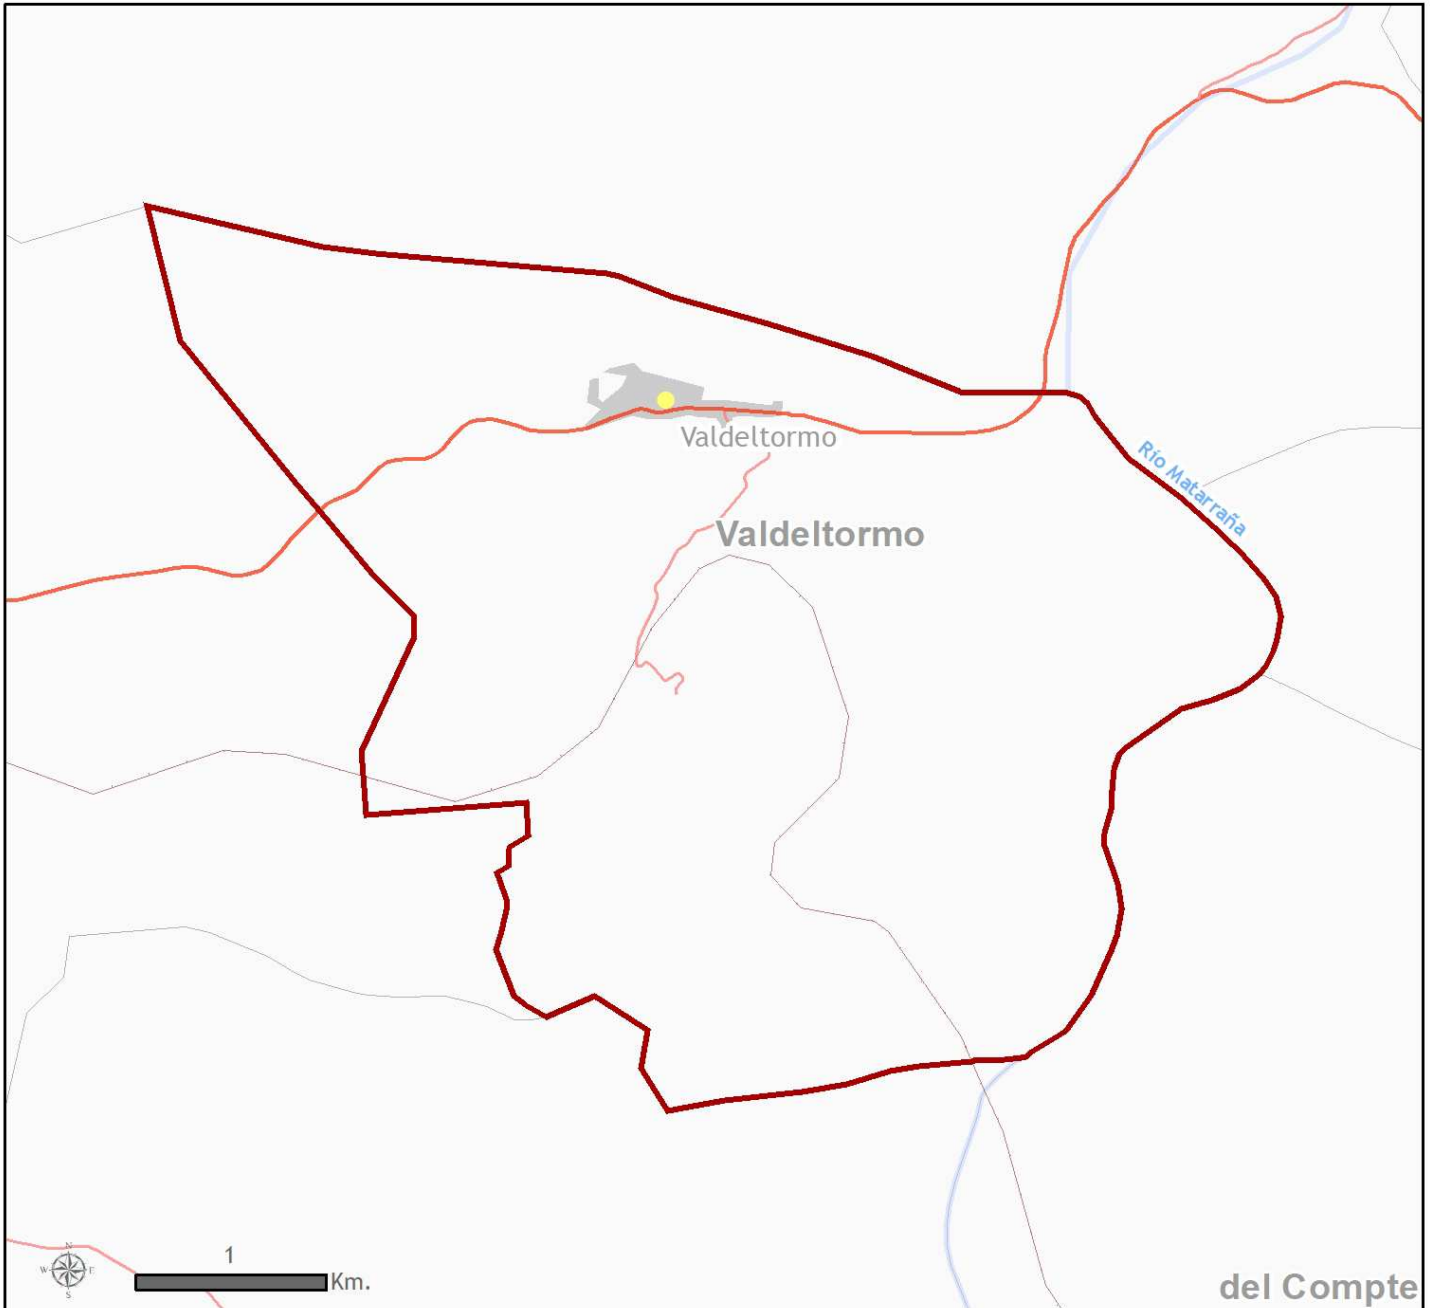 Valdeltormo
Río Matarraña
Valdeltormo
N
W E
S
1
Km.
del Compte